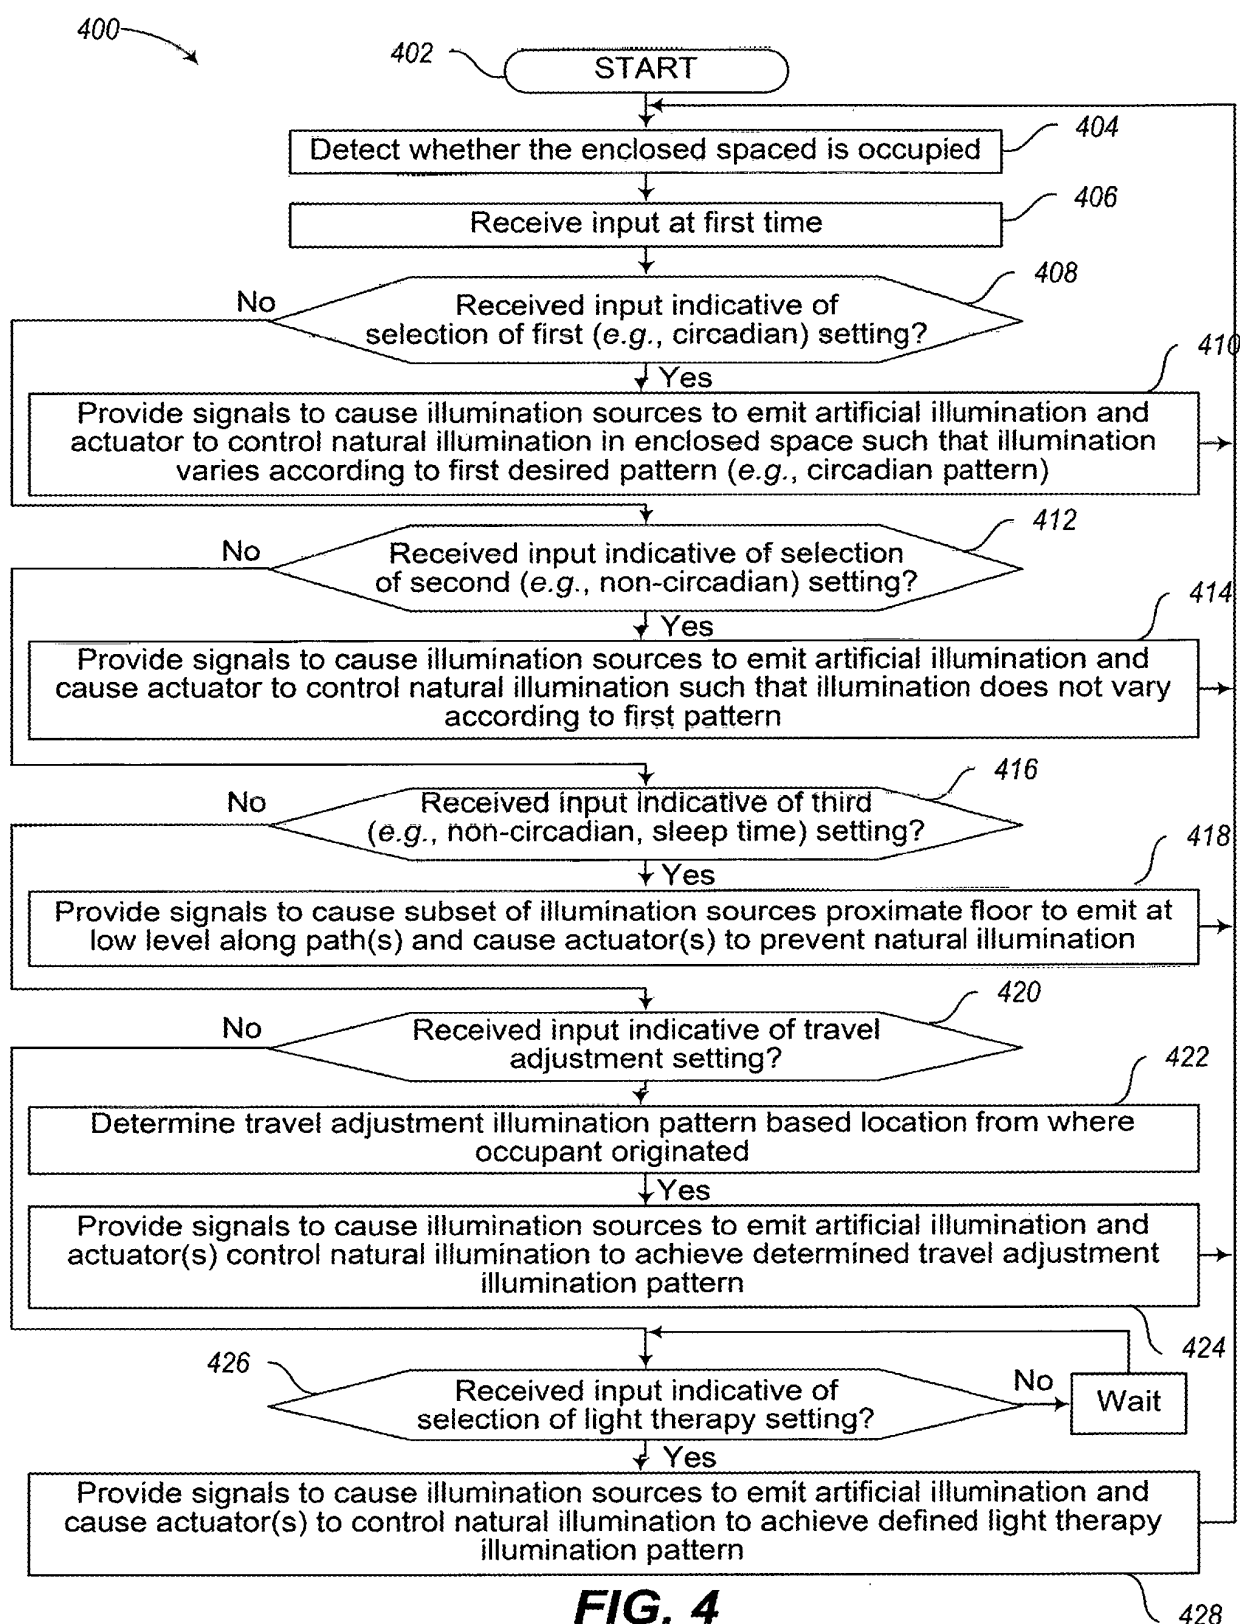 400
402
START
404
Detect whether the enclosed spaced is occupied
406
Receive input at first time
408
No
Received input indicative of
selection of first (e.g., circadian) setting?
410
Yes
Provide signals to cause illumination sources to emit artificial illumination and
actuator to control natural illumination in enclosed space such that illumination
varies according to first desired pattern (e.g., circadian pattern)
412
No
Received input indicative of selection
of second (e.g., non-circadian) setting?
414
Yes
Provide signals to cause illumination sources to emit artificial illumination and
cause actuator to control natural illumination such that illumination does not vary
according to first pattern
416
No
Received input indicative of third
(e.g., non-circadian, sleep time) setting?
418
Yes
Provide signals to cause subset of illumination sources proximate floor to emit at
low level along path(s) and cause actuator(s) to prevent natural illumination
420
No
Received input indicative of travel
adjustment setting?
422
Determine travel adjustment illumination pattern based location from where
occupant originated
Yes
Provide signals to cause illumination sources to emit artificial illumination and
actuator(s) control natural illumination to achieve determined travel adjustment
illumination pattern
424
426
Received input indicative of
selection of light therapy setting?
No
Wait
Yes
Provide signals to cause illumination sources to emit artificial illumination and
cause actuator(s) to control natural illumination to achieve defined light therapy
illumination pattern
428
FIG. 4